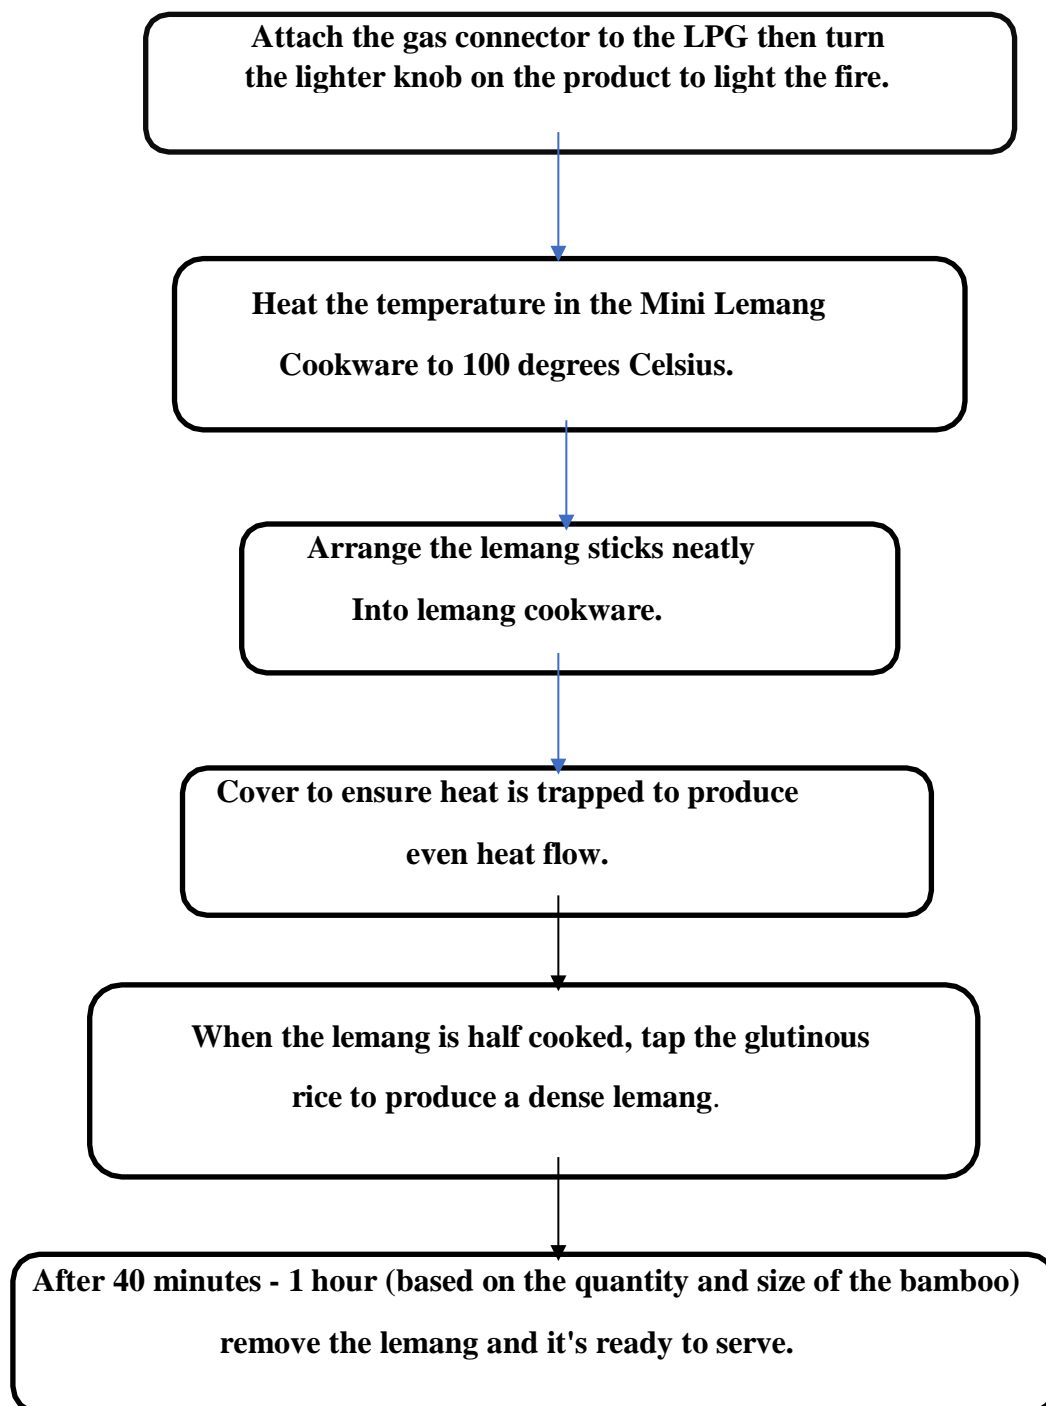 Attach the gas connector to the LPG then turn
the lighter knob on the product to light the fire.
Heat the temperature in the Mini Lemang
Cookware to 100 degrees Celsius.
Arrange the lemang sticks neatly
Into lemang cookware.
Cover to ensure heat is trapped to produce
even heat flow.
When the lemang is half cooked, tap the glutinous
rice to produce a dense lemang.
After 40 minutes - 1 hour (based on the quantity and size of the bamboo)
remove the lemang and it's ready to serve.